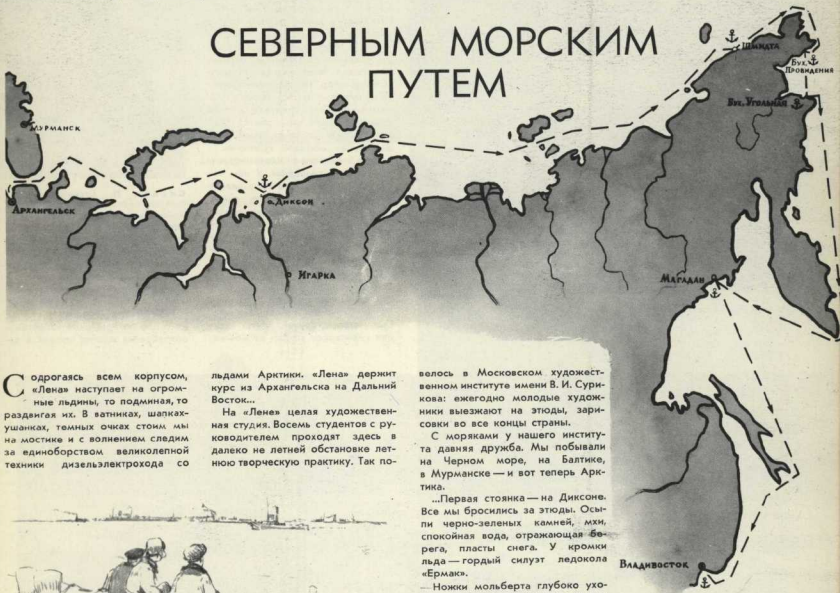 СЕВЕРНЫМ МОРСКИМ
ПУТЕМ
МУРМАНСК
АРХАНГЕЛЬСК
о. ДИКСОН
ИГАРКА
ШМИДТА
БУХ.
ПРОВИДЕНИЯ
БУХ. УГОЛЬНАЯ
МАГАДАН
ВЛАДИВОСТОК
Содрогаясь всем корпусом,
«Лена» наступает на огром-
ные льдины, то подминая, то
раздвигая их. В ватниках, шапках-
ушанках, темных очках стоим мы
на мостике и с волнением следим
за единоборством великолепной
техники дизельэлектрохода со
льдами Арктики. «Лена» держит
курс из Архангельска на Дальний
Восток...
На «Лене» целая художествен-
ная студия. Восемь студентов с ру-
ководителем проходят здесь в
далеко не летней обстановке лет-
нюю творческую практику. Так по-
велось в Московском художест-
венном институте имени В. И. Сури-
кова: ежегодно молодые худож-
ники выезжают на этюды, зари-
совки во все концы страны.
С моряками у нашего институ-
та давняя дружба. Мы побывали
на Черном море, на Балтике,
в Мурманске — и вот теперь Арк-
тика.
...Первая стоянка — на Диксоне.
Все мы бросились за этюды. Осы-
пи черно-зеленых камней, мхи,
спокойная вода, отражающая бе-
рега, пласты снега. У кромки
льда — гордый силуэт ледокола
«Ермак».
Ножки мольберта глубоко ухо-